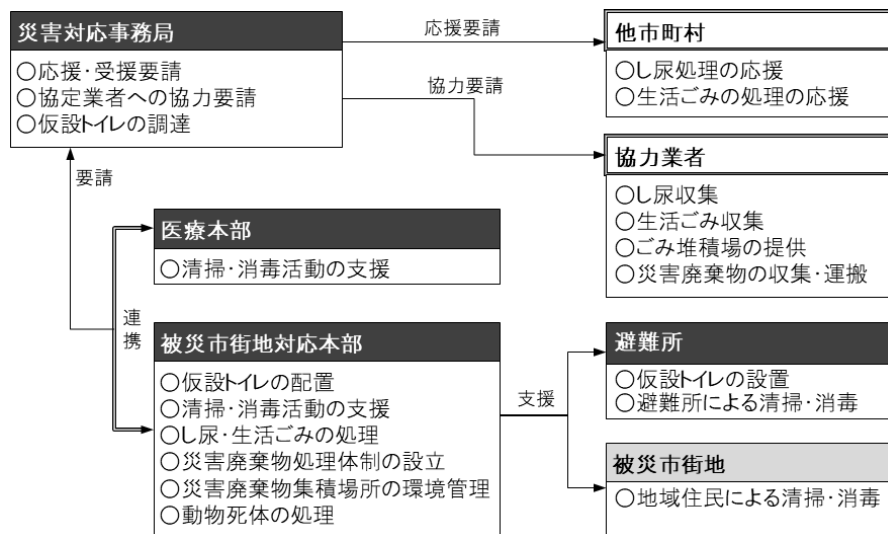 災害対応事務局
○応援・受援要請
○協定業者への協力要請
○仮設トイレの調達
応援要請
協力要請
他市町村
○し尿処理の応援
○生活ごみの処理の応援
協力業者
○し尿収集
○生活ごみ収集
○ごみ堆積場の提供
○災害廃棄物の収集・運搬
要請
連携
医療本部
○清掃・消毒活動の支援
被災市街地対応本部
○仮設トイレの配置
○清掃・消毒活動の支援
○し尿・生活ごみの処理
○災害廃棄物処理体制の設立
○災害廃棄物集積場所の環境管理
○動物死体の処理
支援
避難所
○仮設トイレの設置
○避難所による清掃・消毒
被災市街地
○地域住民による清掃・消毒